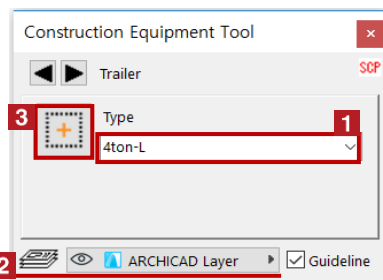 Construction Equipment Tool
×
Trailer
SCP
3
Type
1
4ton-L
2
ARCHICAD Layer
Guideline